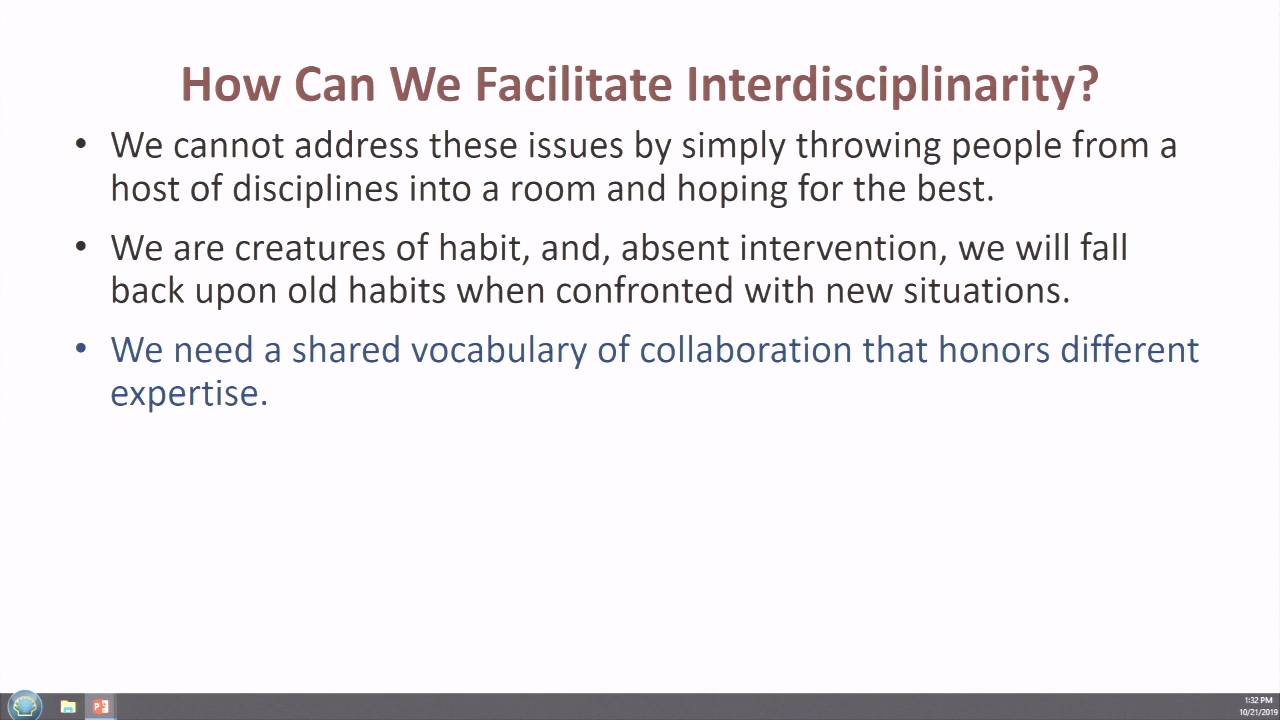 How Can We Facilitate Interdisciplinarity?
• We cannot address these issues by simply throwing people from a
host of disciplines into a room and hoping for the best.
• We are creatures of habit, and, absent intervention, we will fall
back upon old habits when confronted with new situations.
• We need a shared vocabulary of collaboration that honors different
expertise.
1:32 PM
10/21/2019